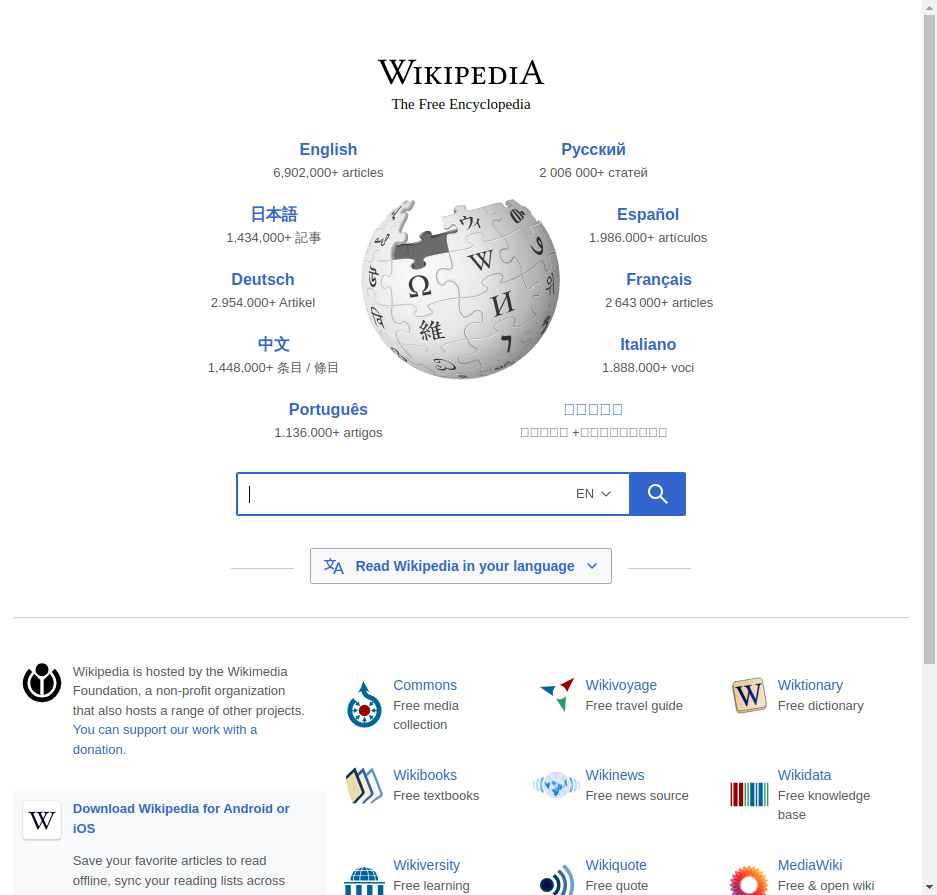 WIKIPEDIA
The Free Encyclopedia
English
6,902,000+ articles
Русский
2 006 000+ статей
日本語
1,434,000+ 記事
Español
1.986.000+ artículos
Deutsch
2.954.000+ Artikel
Français
2 643 000+ articles
中文
1,448,000+ 条目 / 條目
Italiano
1.888.000+ voci
Português
1.136.000+ artigos
EN
Read Wikipedia in your language
Wikipedia is hosted by the Wikimedia
Foundation, a non-profit organization
that also hosts a range of other projects.
You can support our work with a
donation.
Download Wikipedia for Android or
iOS
Save your favorite articles to read
offline, sync your reading lists across
Commons
Free media
collection
Wikivoyage
Free travel guide
Wiktionary
Free dictionary
Wikibooks
Free textbooks
Wikinews
Free news source
Wikidata
Free knowledge
base
Wikiversity
Free learning
Wikiquote
Free quote
MediaWiki
Free & open wiki